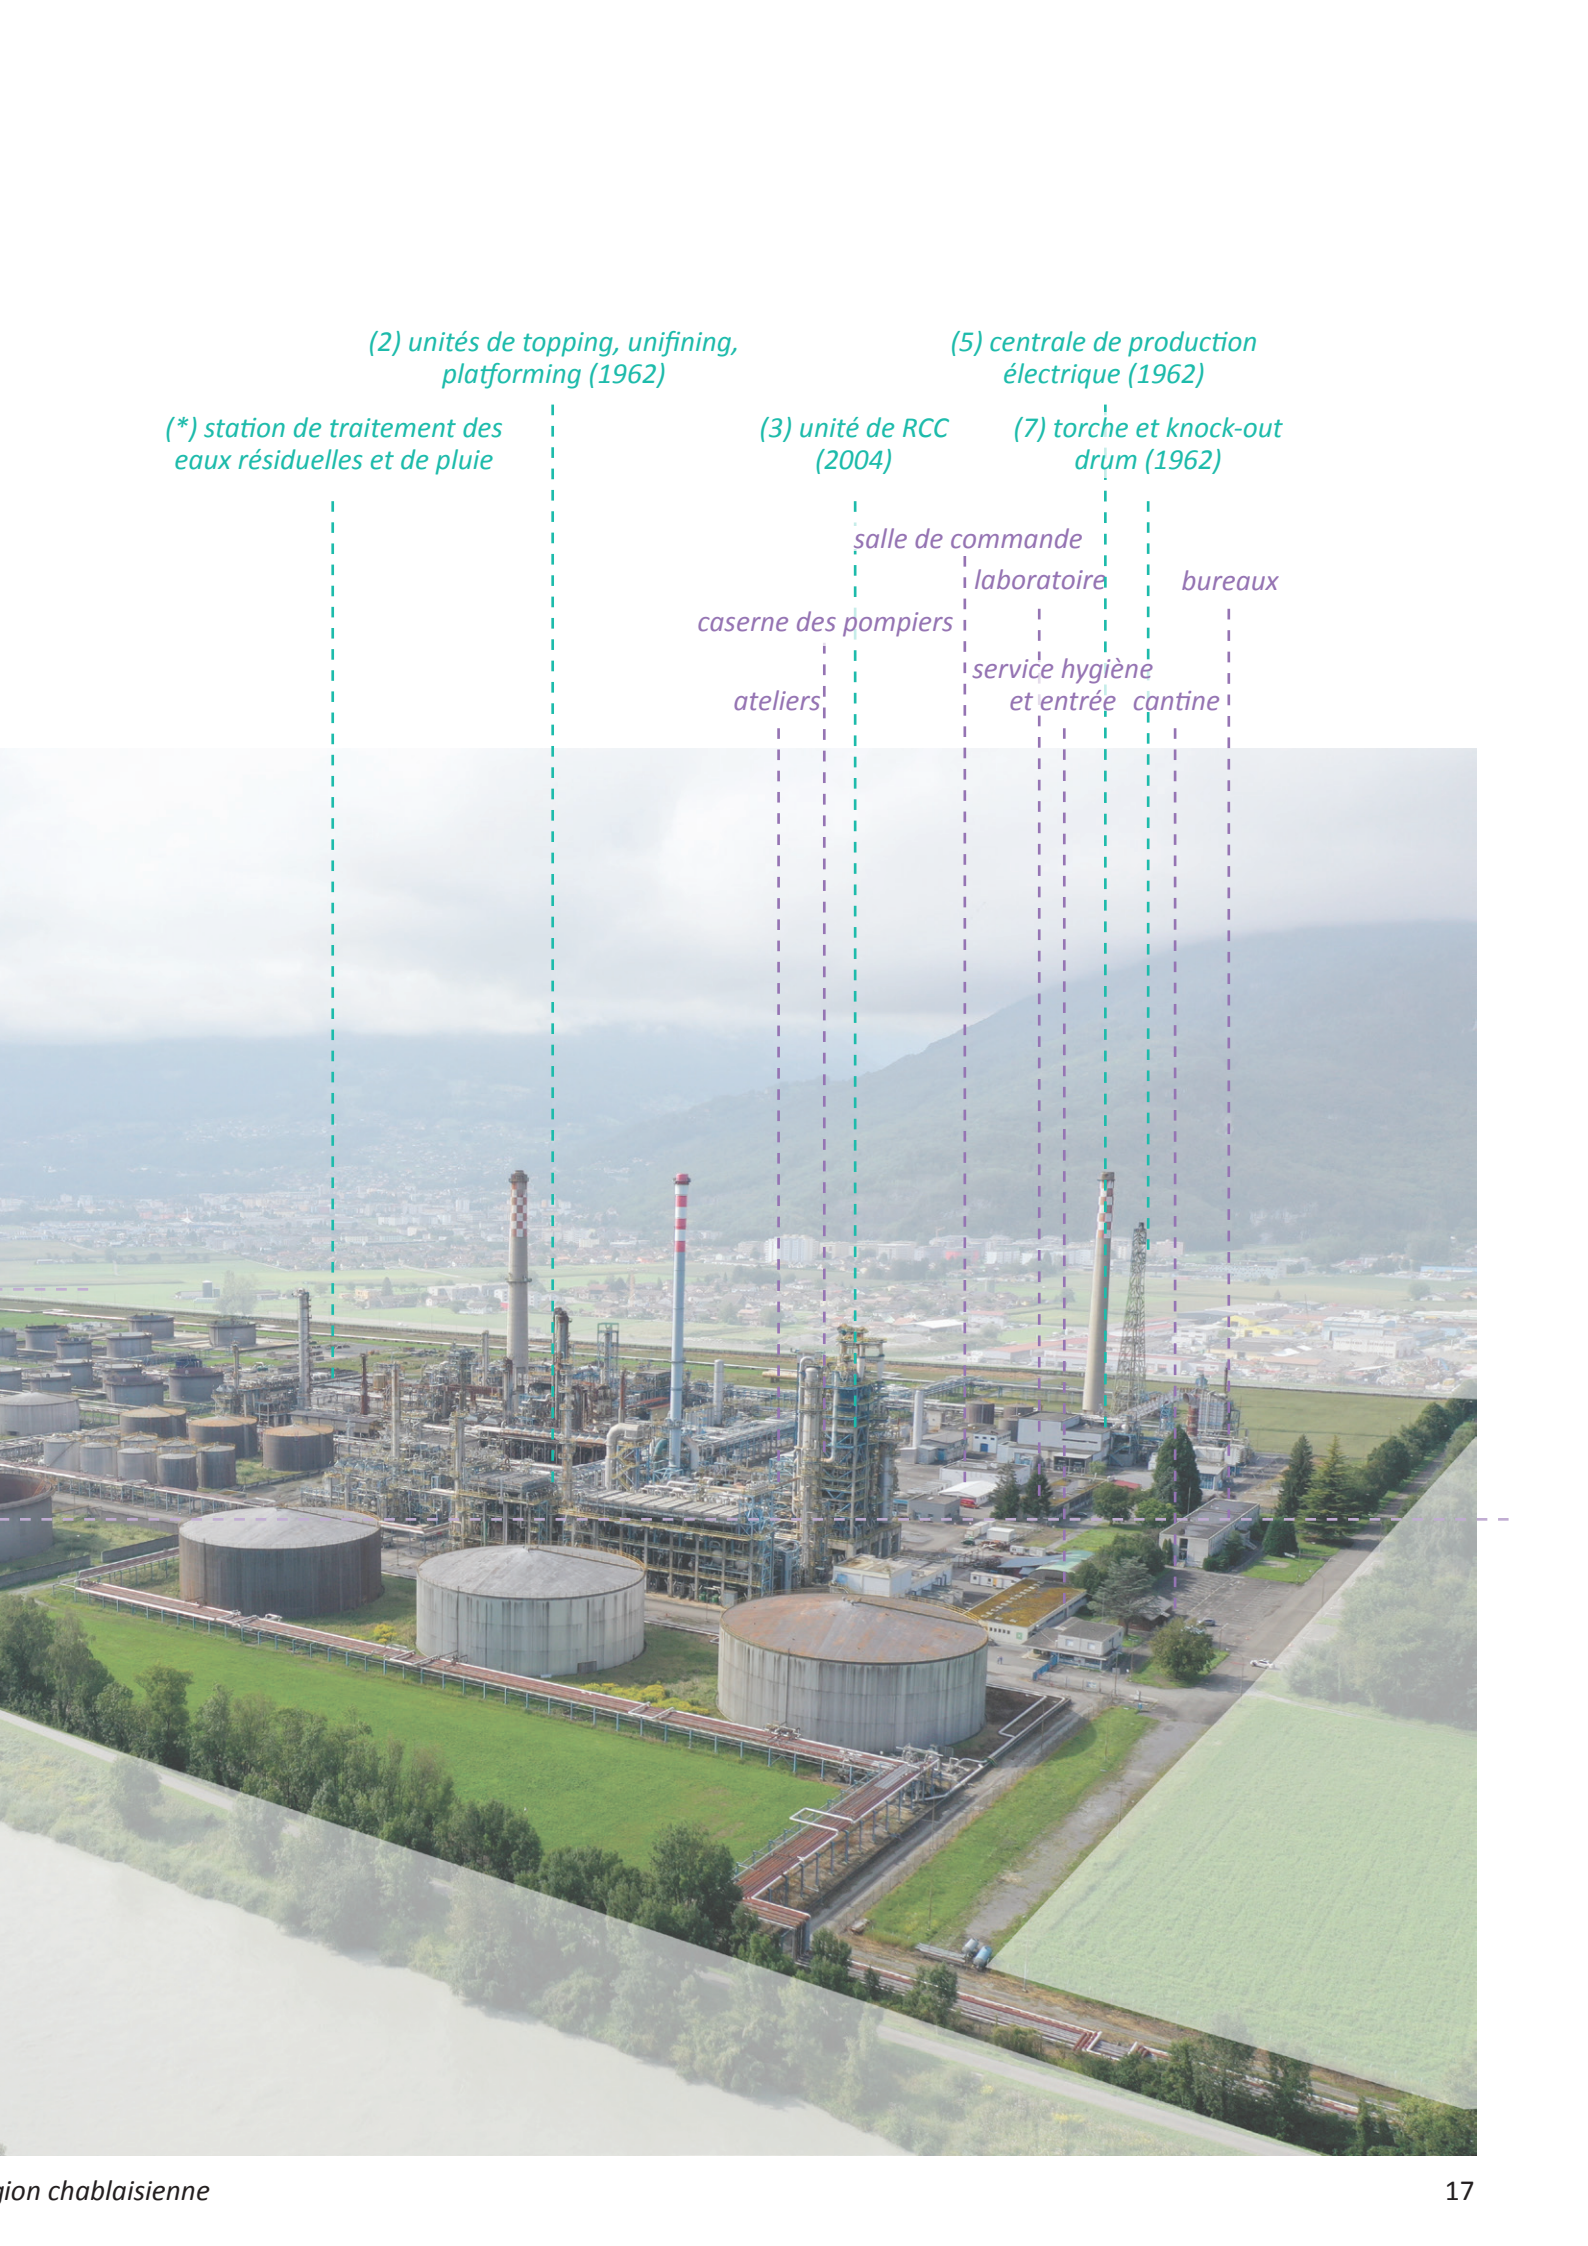 (2) unités de topping, unifining,
platforming (1962)
(5) centrale de production
électrique (1962)
(*) station de traitement des
eaux résiduelles et de pluie
(3) unité de RCC
(2004)
(7) torche et knock-out
drum (1962)
salle de commande
laboratoire
bureaux
caserne des pompiers
service hygiène
et entrée
ateliers
cantine
gion chablaisienne
17